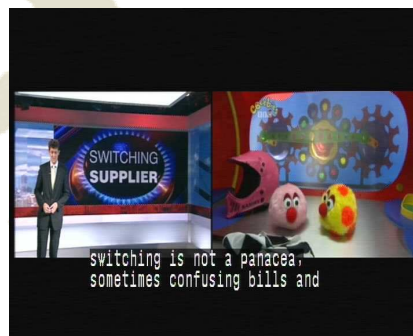 SWITCHING
SUPPLIER
switching is not a panacea,
sometimes confusing bills and